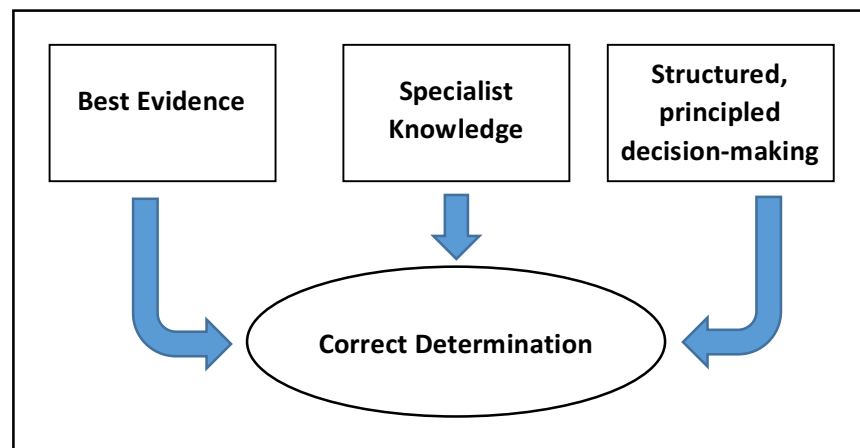 Best Evidence
Specialist
Knowledge
Structured,
principled
decision-making
Correct Determination